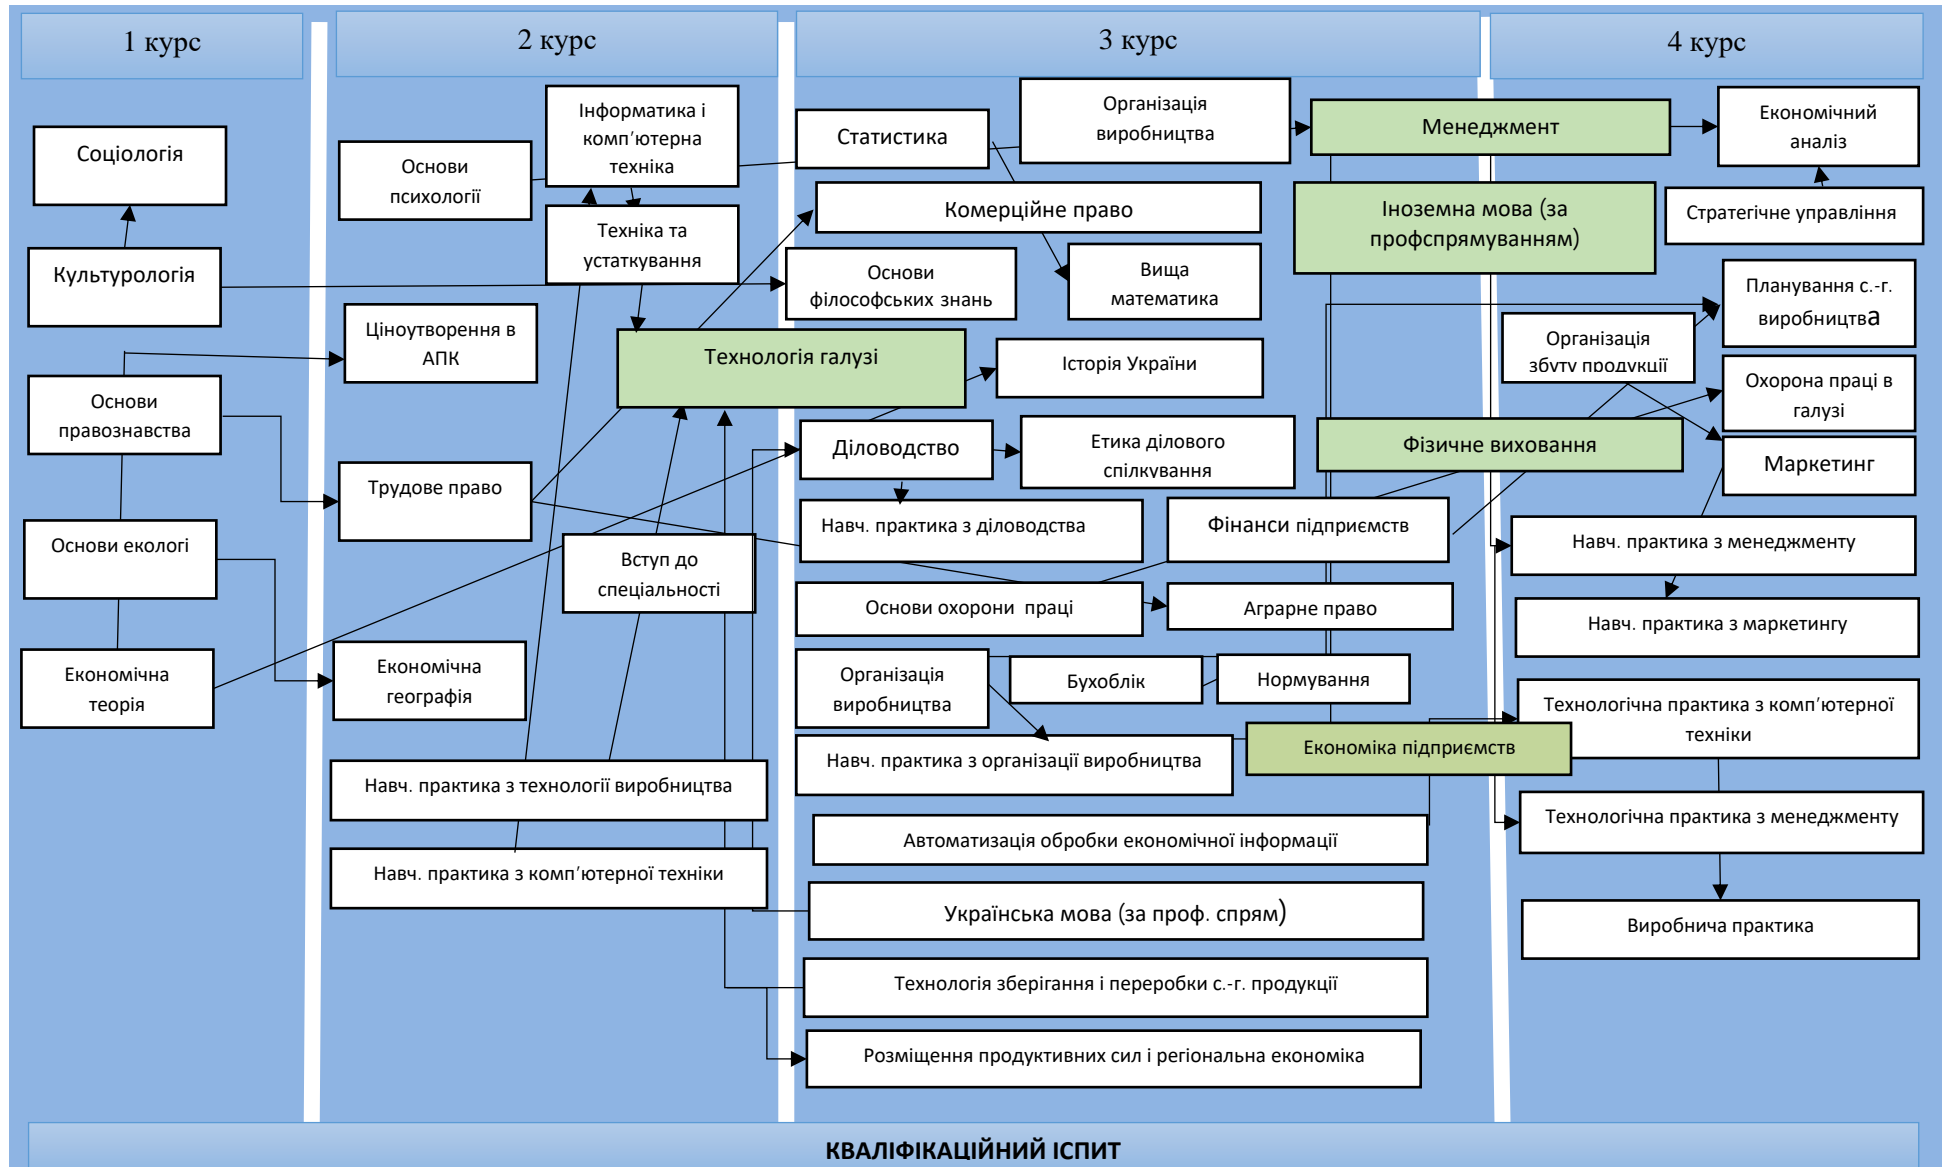 1 курс
2 курс
3 курс
4 курс
Соціологія
Культурологія
Основи
правознавства
Основи екологі
Економічна
теорія
Основи
психології
Інформатика і
комп’ютерна
техніка
Техніка та
устаткування
Ціноутворення в
АПК
Технологія галузі
Трудове право
Вступ до
спеціальності
Економічна
географія
Навч. практика з технології виробництва
Навч. практика з комп’ютерної техніки
Статистика
Організація
виробництва
Комерційне право
Основи
філософських знань
Вища
математика
Історія України
Діловодство
Етика ділового
спілкування
Навч. практика з діловодства
Фінанси підприємств
Основи охорони праці
Аграрне право
Організація
виробництва
Бухоблік
Нормування
Навч. практика з організації виробництва
Економіка підприємств
Автоматизація обробки економічної інформації
Українська мова (за проф. спрям)
Технологія зберігання і переробки с.-г. продукції
Розміщення продуктивних сил і регіональна економіка
Менеджмент
Іноземна мова (за
профспрямуванням)
Фізичне виховання
Економічний
аналіз
Стратегічне управління
Планування с.-г.
виробництва
Організація
збуту продукції
Охорона праці в
галузі
Маркетинг
Навч. практика з менеджменту
Навч. практика з маркетингу
Технологічна практика з комп’ютерної
техніки
Технологічна практика з менеджменту
Виробнича практика
КВАЛІФІКАЦІЙНИЙ ІСПИТ